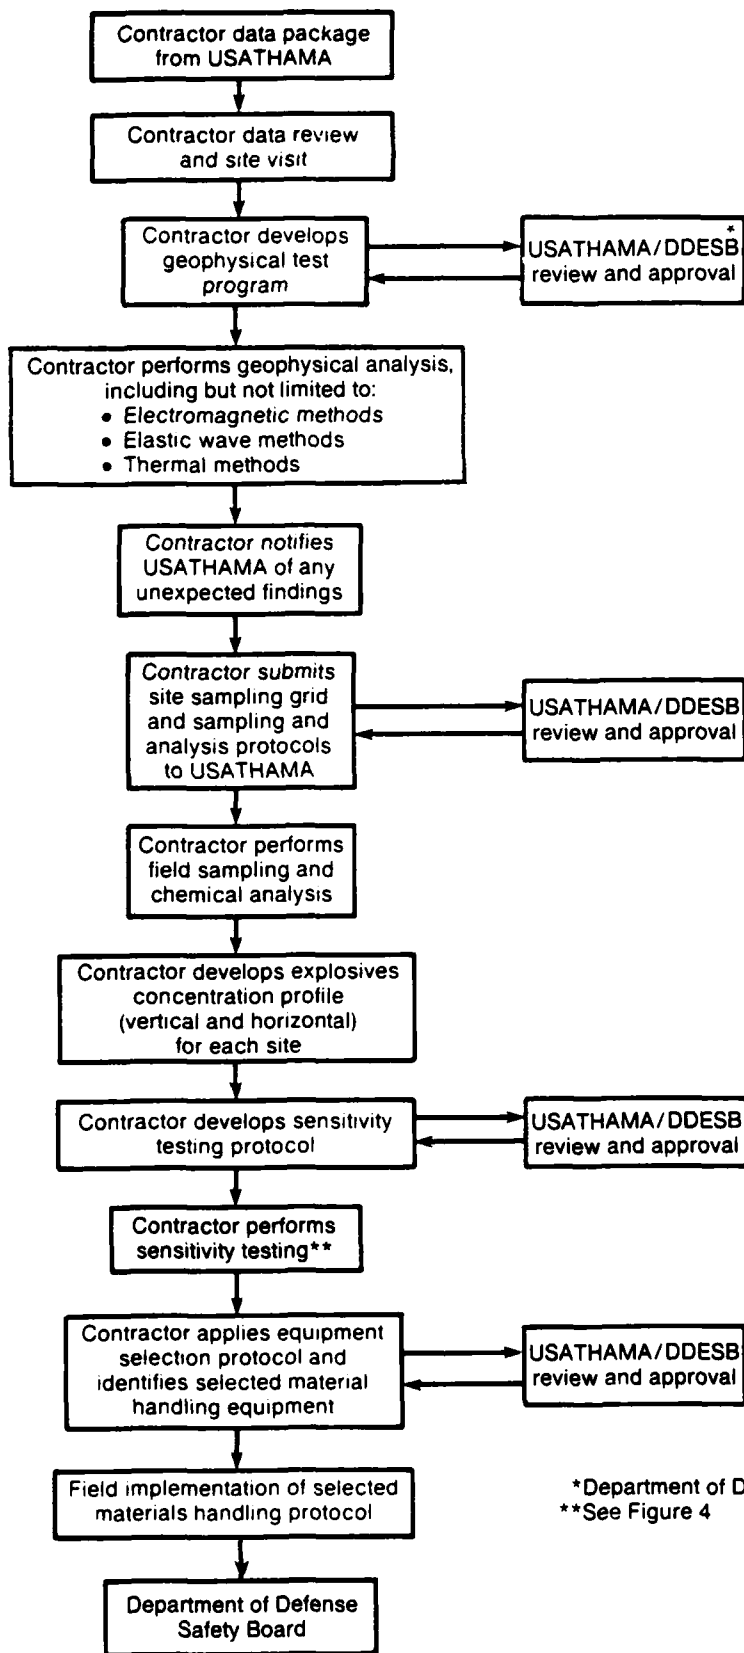 Contractor data package
from USATHAMA
Contractor data review
and site visit
Contractor develops
geophysical test
program
USATHAMA/DDESB*
review and approval
Contractor performs geophysical analysis,
including but not limited to:
• Electromagnetic methods
• Elastic wave methods
• Thermal methods
Contractor notifies
USATHAMA of any
unexpected findings
Contractor submits
site sampling grid
and sampling and
analysis protocols
to USATHAMA
USATHAMA/DDESB
review and approval
Contractor performs
field sampling and
chemical analysis
Contractor develops explosives
concentration profile
(vertical and horizontal)
for each site
Contractor develops sensitivity
testing protocol
USATHAMA/DDESB
review and approval
Contractor performs
sensitivity testing**
Contractor applies equipment
selection protocol and
identifies selected material
handling equipment
USATHAMA/DDESB
review and approval
Field implementation of selected
materials handling protocol
*Department of D
**See Figure 4
Department of Defense
Safety Board